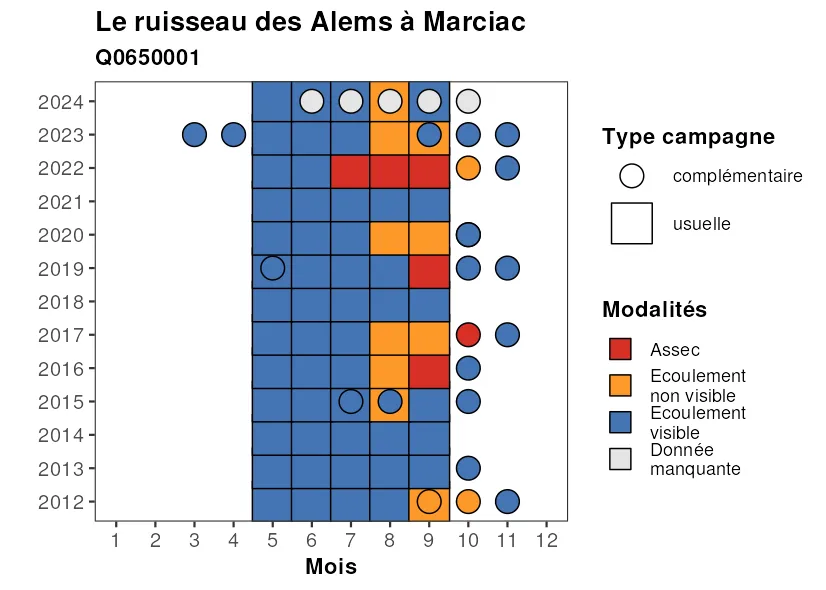 Le ruisseau des Alems à Marciac
Q0650001
2024
2023
2022
2021
2020
2019
2018
2017
2016
2015
2014
2013
2012
1 2 3 4 5 6 7 8 9 10 11 12
Mois
Type campagne
complémentaire
usuelle
Modalités
Assec
Ecoulement
non visible
Ecoulement
visible
Donnée
manquante